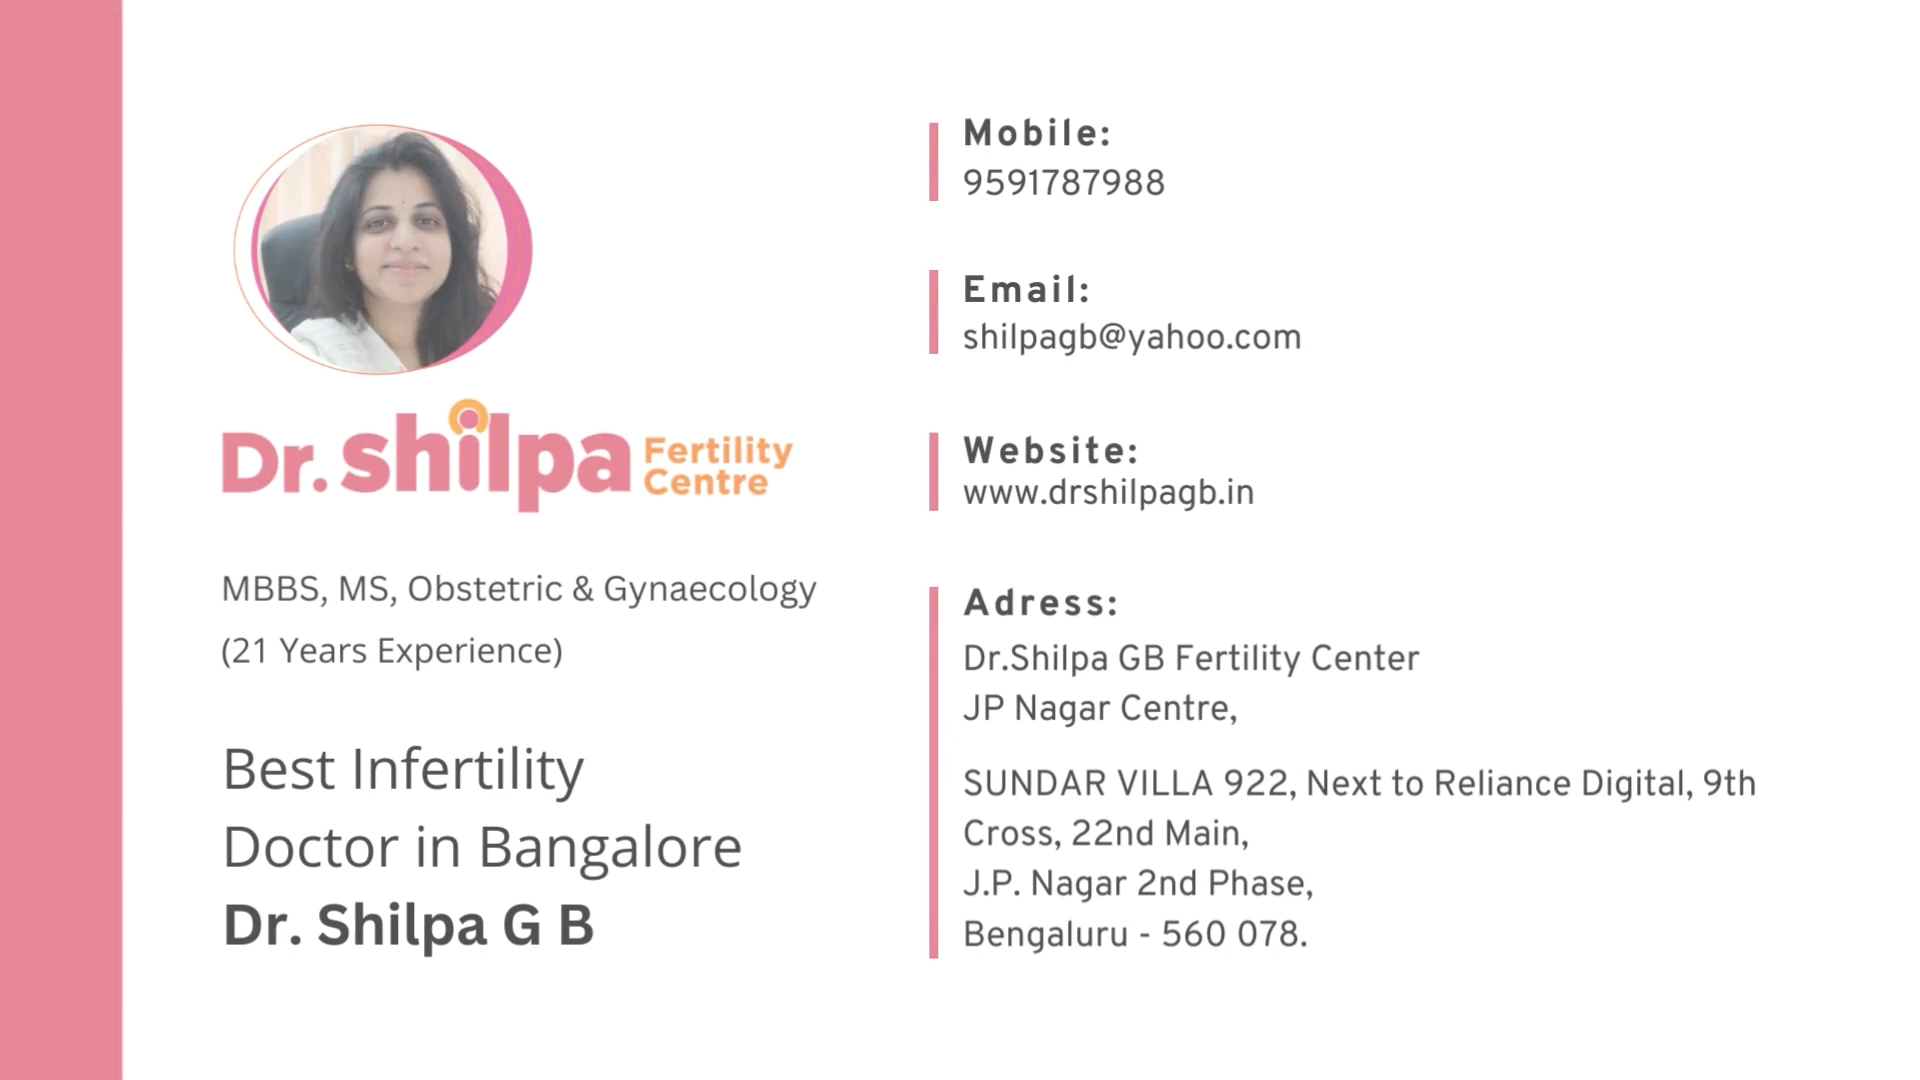 Dr. shilpa Fertility
Centre
MBBS, MS, Obstetric & Gynaecology
(21 Years Experience)
Best Infertility
Doctor in Bangalore
Dr. Shilpa G B
Mobile:
9591787988
Email:
shilpagb@yahoo.com
Website:
www.drshilpagb.in
Adress:
Dr.Shilpa GB Fertility Center
JP Nagar Centre,
SUNDAR VILLA 922, Next to Reliance Digital, 9th
Cross, 22nd Main,
J.P. Nagar 2nd Phase,
Bengaluru - 560 078.